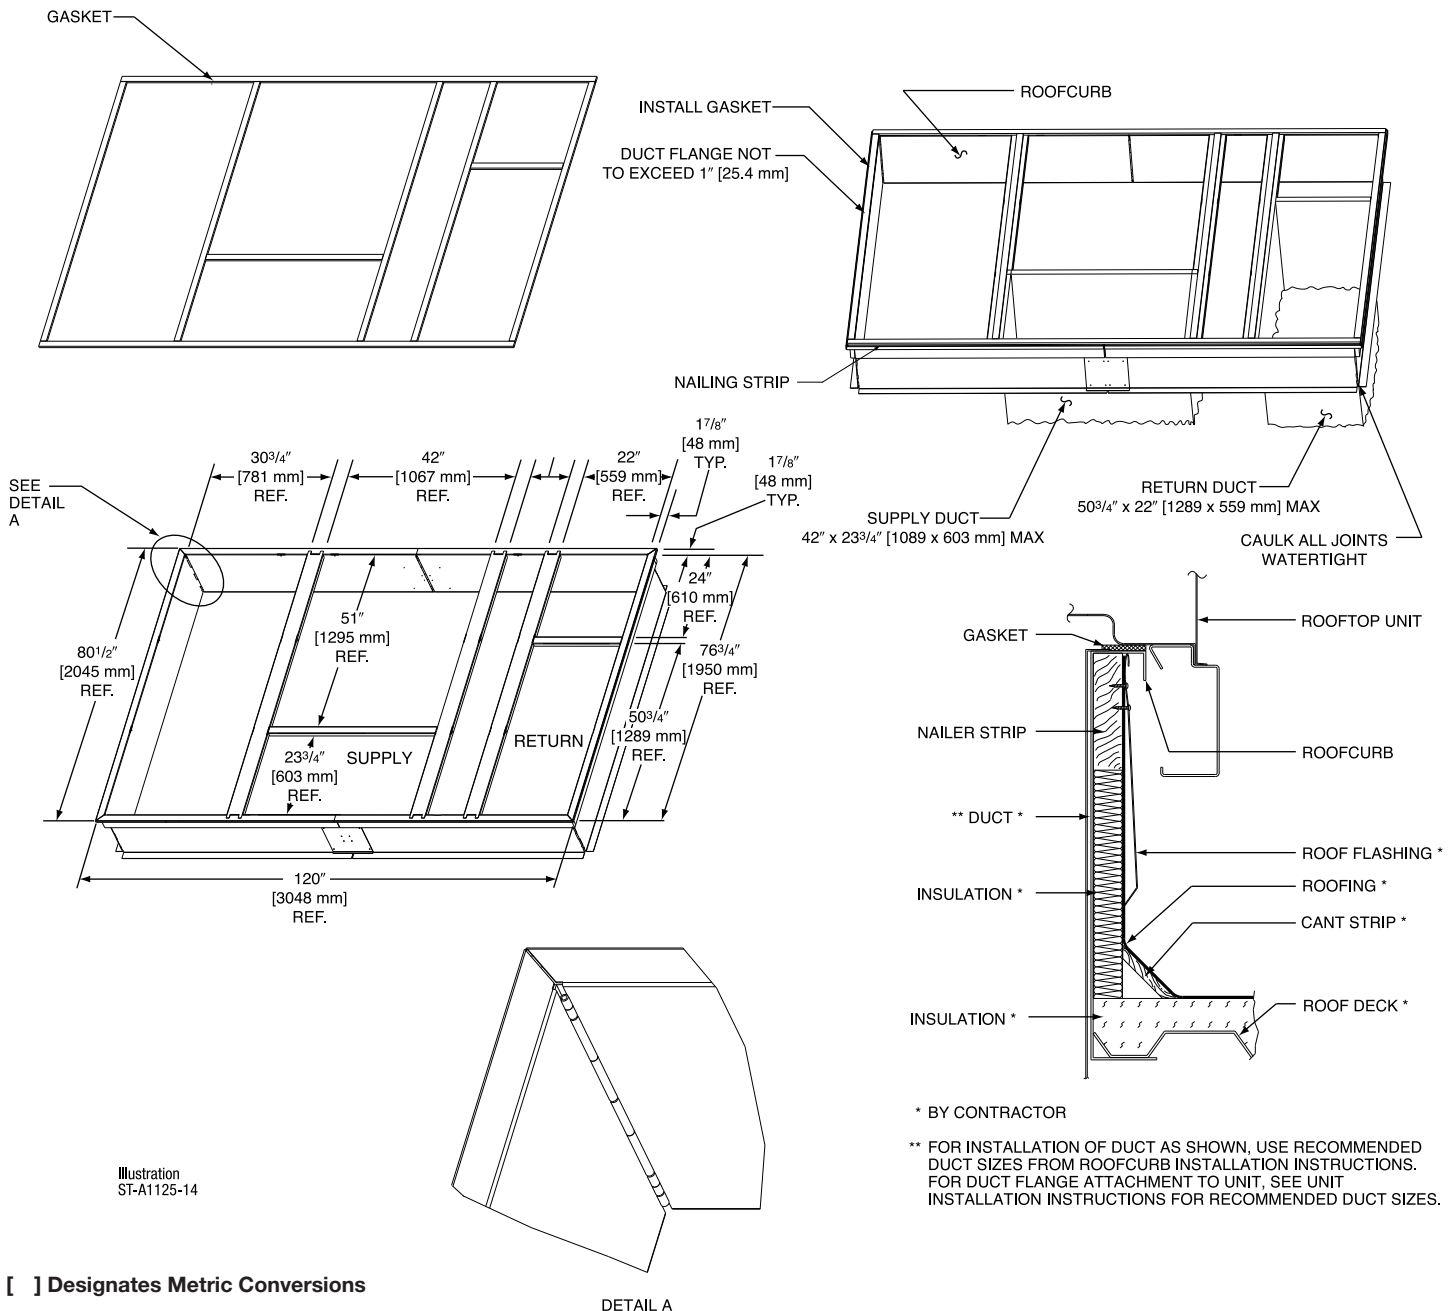 GASKET
INSTALL GASKET
DUCT FLANGE NOT
TO EXCEED 1″ [25.4 mm]
ROOFCURB
NAILING STRIP
SUPPLY DUCT
42″ x 233/4″ [1089 x 603 mm] MAX
RETURN DUCT
503/4″ x 22″ [1289 x 559 mm] MAX
CAULK ALL JOINTS
WATERTIGHT
SEE
DETAIL
A
303/4″
[781 mm]
REF.
42″
[1067 mm]
REF.
22″
[559 mm]
REF.
17/8″
[48 mm]
TYP.
17/8″
[48 mm]
TYP.
801/2″
[2045 mm]
REF.
51″
[1295 mm]
REF.
24″
[610 mm]
REF.
763/4″
[1950 mm]
REF.
503/4″
[1289 mm]
REF.
233/4″
[603 mm]
REF.
SUPPLY
RETURN
120″
[3048 mm]
REF.
GASKET
ROOFTOP UNIT
NAILER STRIP
ROOFCURB
** DUCT *
ROOF FLASHING *
INSULATION *
ROOFING *
CANT STRIP *
INSULATION *
ROOF DECK *
* BY CONTRACTOR
** FOR INSTALLATION OF DUCT AS SHOWN, USE RECOMMENDED
DUCT SIZES FROM ROOFCURB INSTALLATION INSTRUCTIONS.
FOR DUCT FLANGE ATTACHMENT TO UNIT, SEE UNIT
INSTALLATION INSTRUCTIONS FOR RECOMMENDED DUCT SIZES.
Illustration
ST-A1125-14
[ ] Designates Metric Conversions
DETAIL A